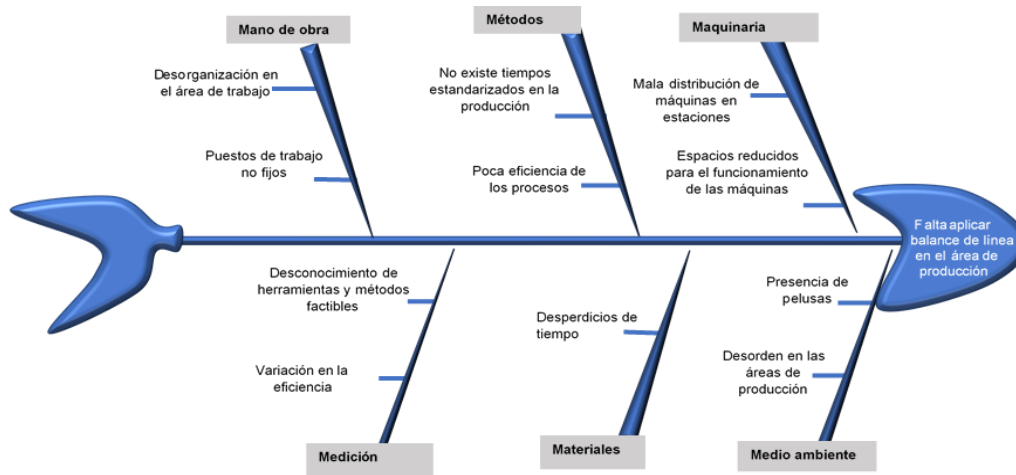 Mano de obra
Desorganización en
el área de trabajo
Puestos de trabajo
no fijos
Métodos
No existe tiempos
estandarizados en la
producción
Poca eficiencia de
los procesos
Maquinaria
Mala distribución de
máquinas en
estaciones
Espacios reducidos
para el funcionamiento
de las máquinas
F alta aplicar
balance de línea
en el área de
producción
Desconocimiento de
herramientas y métodos
factibles
Variación en la
eficiencia
Medición
Desperdicios de
tiempo
Materiales
Presencia de
pelusas
Desorden en las
áreas de
producción
Medio ambiente